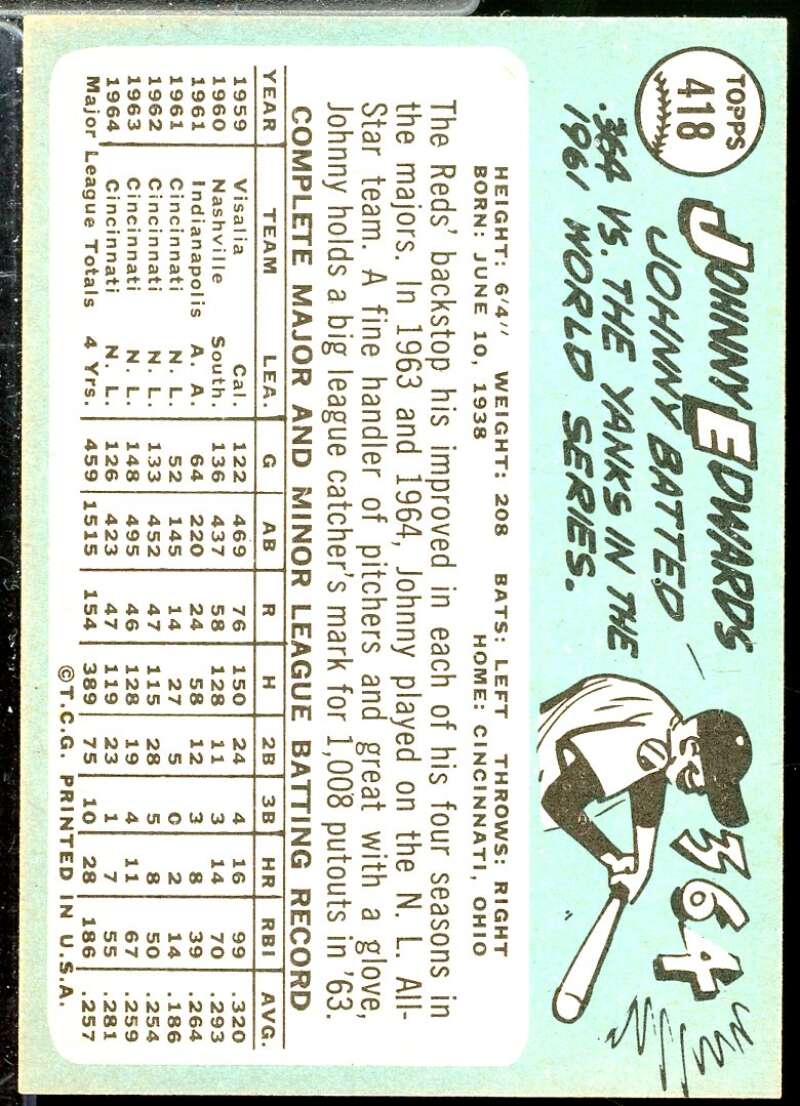 TOPPS
418
JOHNNY EDWARDS
JOHNNY BATTED
.364 VS. THE YANKS IN THE
1961 WORLD SERIES.
364
HEIGHT: 6'4" WEIGHT: 208 BATS: LEFT THROWS: RIGHT
BORN: JUNE 10, 1938 HOME: CINCINNATI, OHIO
The Reds' backstop his improved in each of his four seasons in
the majors. In 1963 and 1964, Johnny played on the N. L. All-
Star team. A fine handler of pitchers and great with a glove,
Johnny holds a big league catcher's mark for 1,008 putouts in '63.
COMPLETE MAJOR AND MINOR LEAGUE BATTING RECORD
YEAR TEAM LEA. G AB R H 2B 3B HR RBI AVG.
1959 Visalia Cal. 122 469 76 150 24 4 16 99 .320
1960 Nashville South. 136 437 58 128 11 3 14 70 .293
1961 Indianapolis A. A. 64 220 24 58 12 3 8 39 .264
1961 Cincinnati N. L. 52 145 14 27 5 0 2 14 .186
1962 Cincinnati N. L. 133 452 47 115 28 5 8 50 .254
1963 Cincinnati N. L. 148 495 46 128 19 4 11 67 .259
1964 Cincinnati N. L. 126 423 47 119 23 1 7 55 .281
Major League Totals 4 Yrs. 459 1515 154 389 75 10 28 186 .257
©T.C.G. PRINTED IN U.S.A.